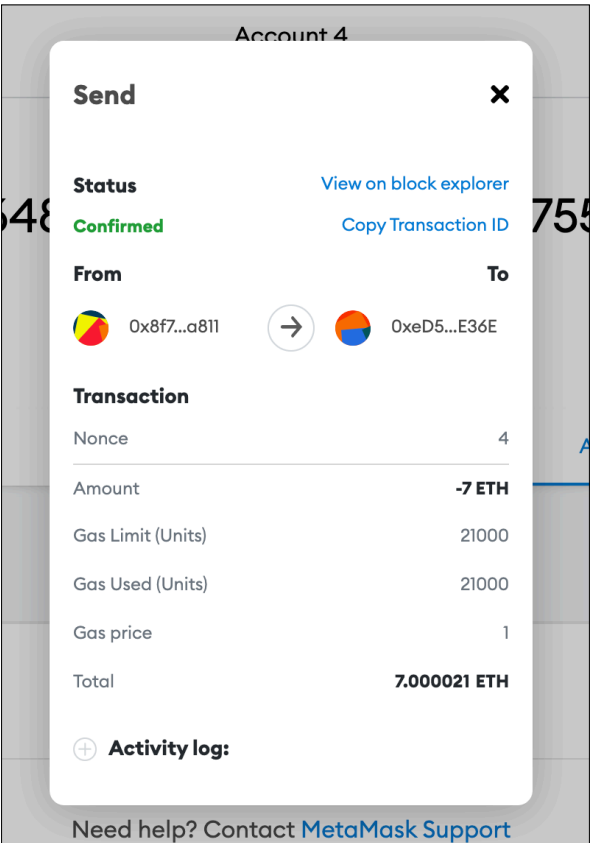 Account 4
Send
Status View on block explorer
Confirmed Copy Transaction ID
From To
0x8f7...a811 0xeD5...E36E
Transaction
Nonce 4
Amount -7 ETH
Gas Limit (Units) 21000
Gas Used (Units) 21000
Gas price 1
Total 7.000021 ETH
Activity log:
Need help? Contact MetaMask Support